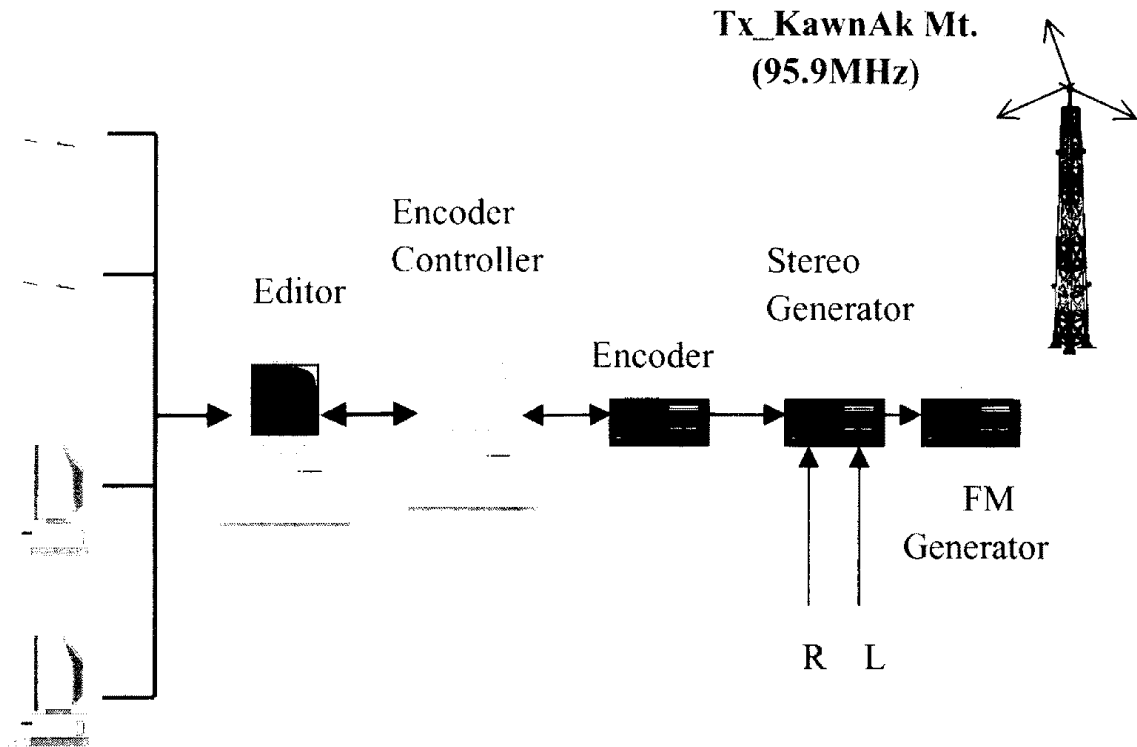 Tx_KawnAk Mt.
(95.9MHz)
Encoder
Controller
Editor
Stereo
Generator
Encoder
FM
Generator
R L